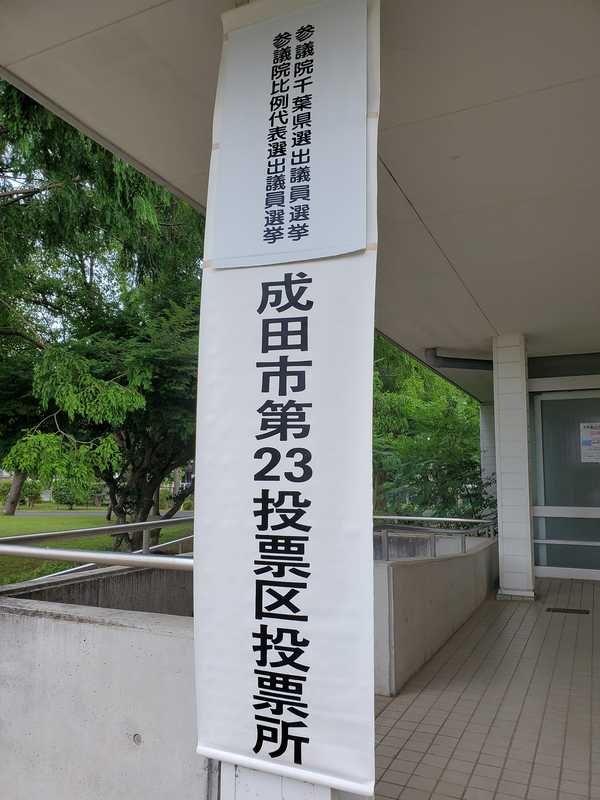 参議院千葉県選出議員選挙
参議院比例代表選出議員選挙
成田市第23投票区投票所